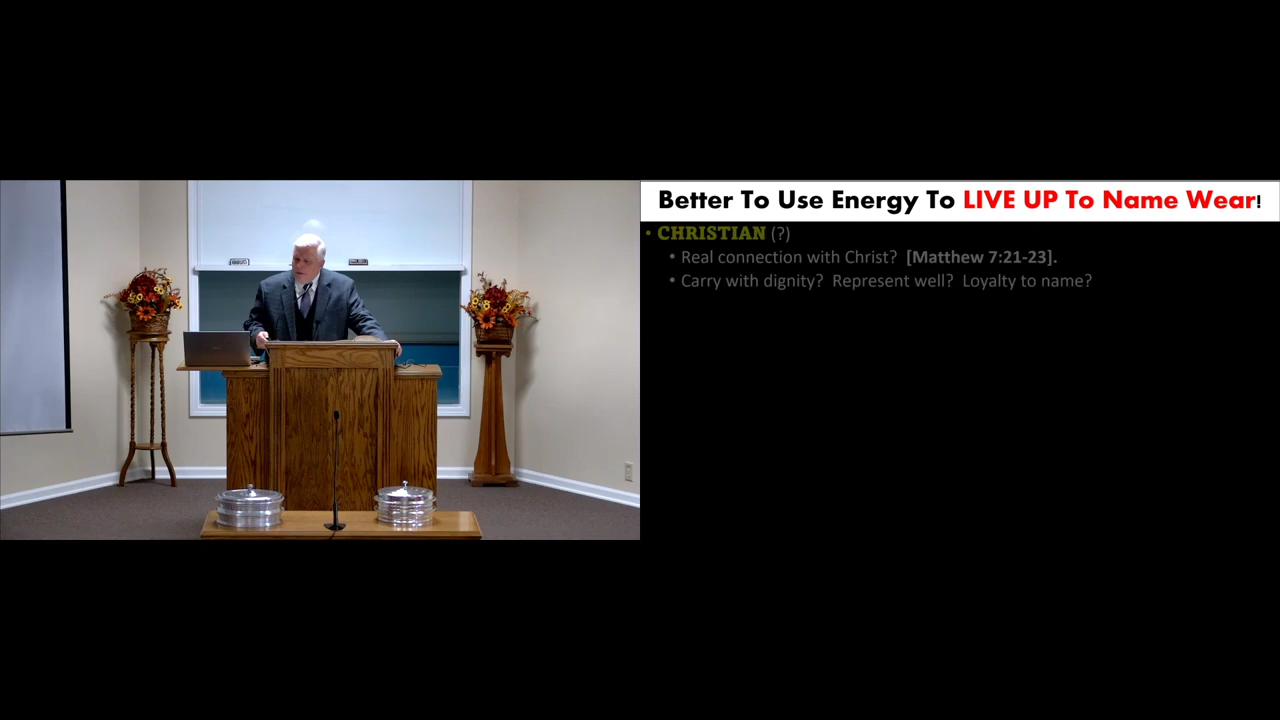 Better To Use Energy To LIVE UP To Name Wear!
• CHRISTIAN (?)
• Real connection with Christ? [Matthew 7:21-23].
• Carry with dignity? Represent well? Loyalty to name?